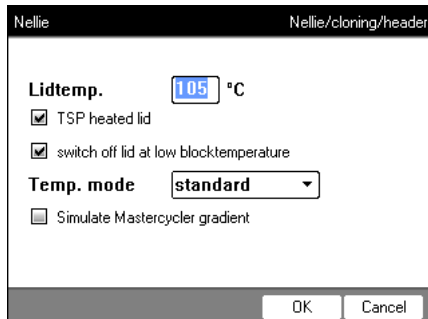 Nellie Nellie/cloning/header
Lidtemp. 105 °C
TSP heated lid
switch off lid at low blocktemperature
Temp. mode standard
Simulate Mastercycler gradient
OK Cancel